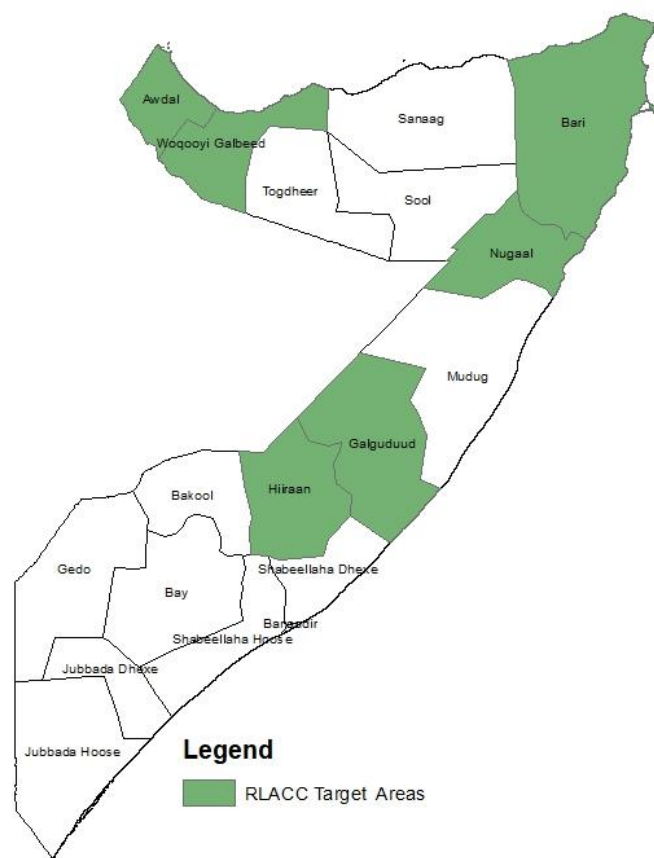 Awdal
Sanaag
Bari
Woqooyi Galbeed
Togdheer
Sool
Nugaal
Mudug
Galguduud
Hiiraan
Bakool
Gedo
Shabeellaha Dhexe
Bay
Banaadir
Shabeellaha Hoose
Jubbada Dhexe
Jubbada Hoose
Legend
RLACC Target Areas